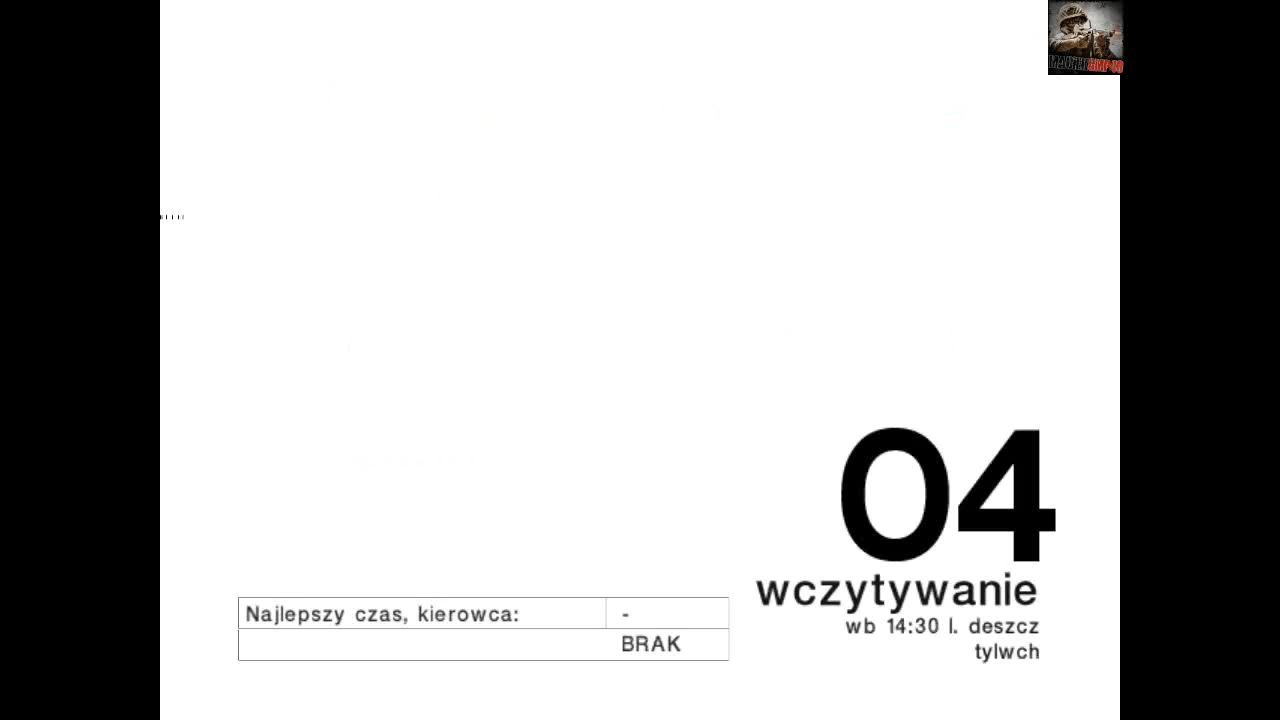 04
wczytywanie
wb 14:30 l. deszcz
tylwch
Najlepszy czas, kierowca: -
BRAK